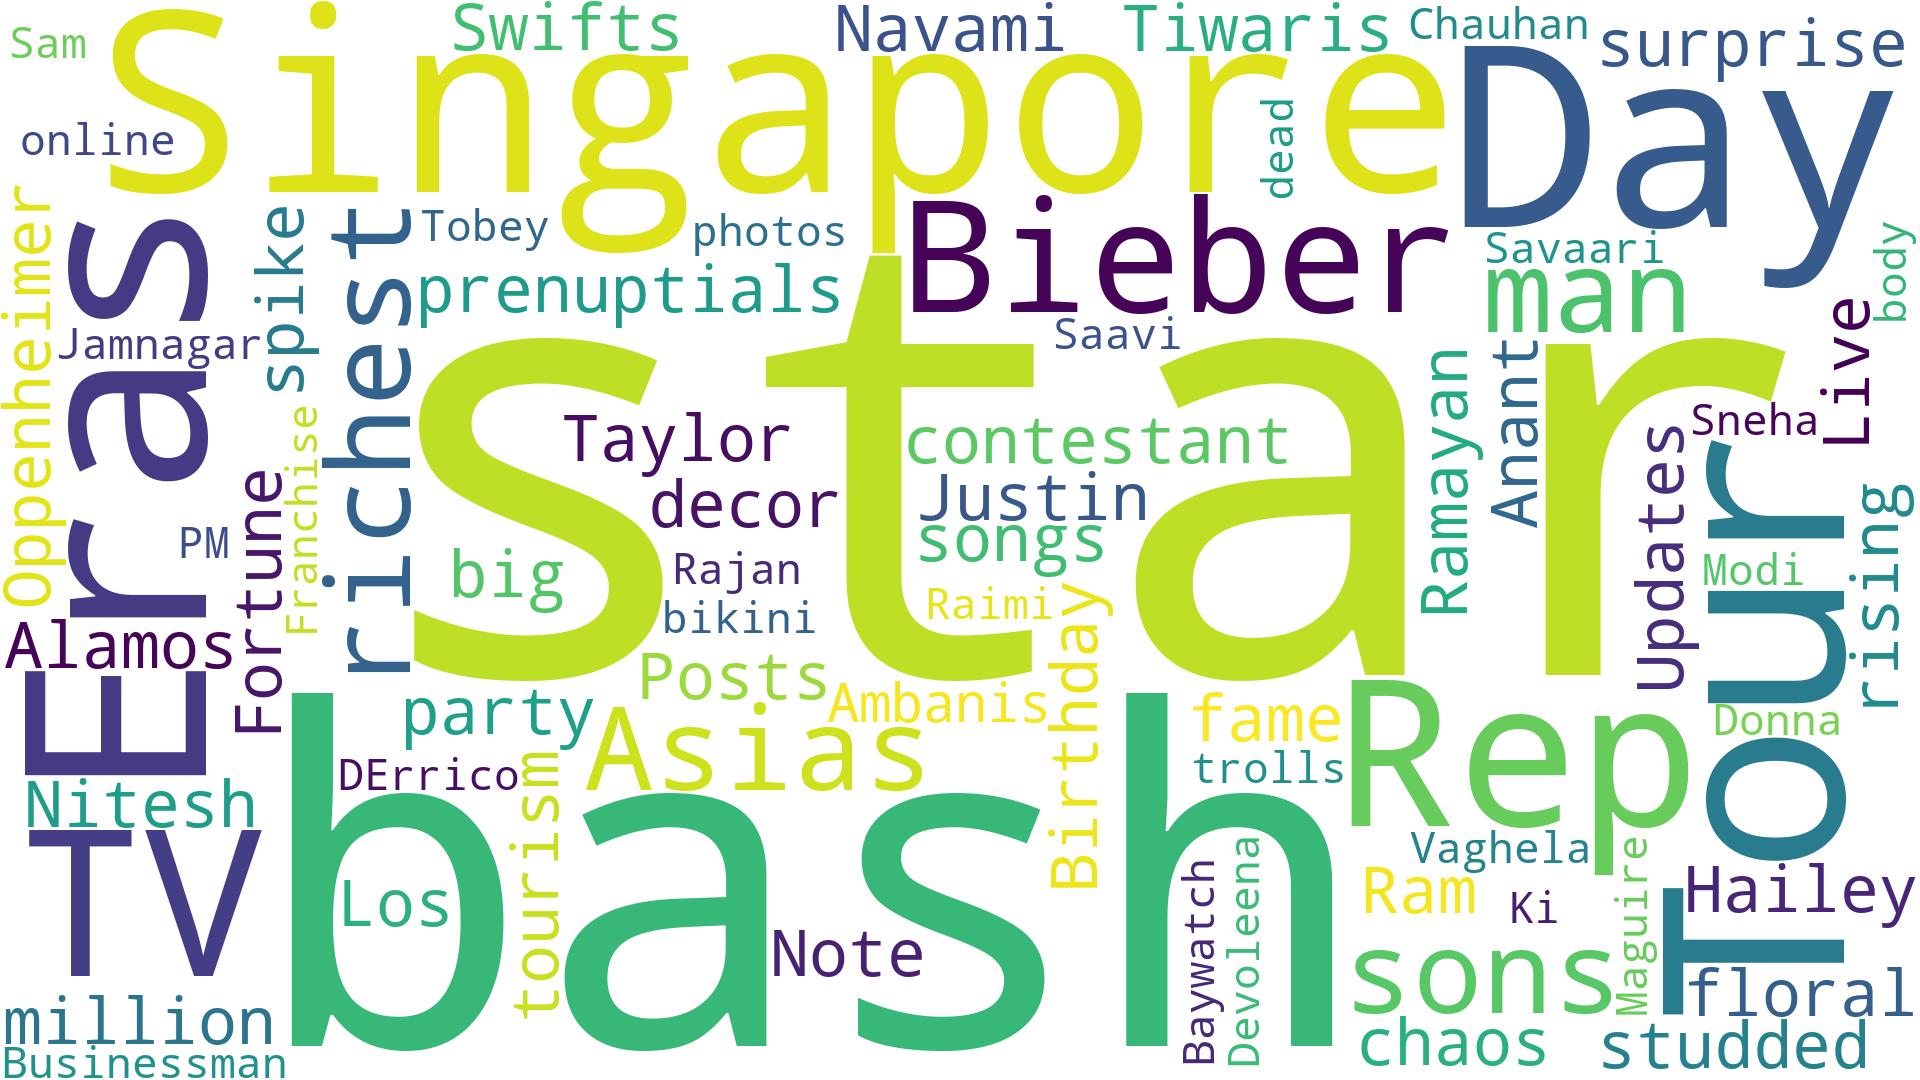 Sam
Swifts
Navami
Tiwaris
Chauhan
surprise
Singapore
Day
online
dead
Oppenheimer
Eras
spike
richest
Tobey
photos
Bieber
Savaari
body
prenuptials
man
Jamnagar
Saavi
Live
star
Ramayan
Anant
Franchise
Fortune
Taylor
contestant
Sneha
Updates
Tour
decor
Justin
rising
PM
songs
big
Rajan
Raimi
Modi
bikini
Birthday
Alamos
Posts
Ambanis
party
Asias
fame
Rep
Donna
bash
DErrico
tourism
trolls
Nitesh
TV
Vaghela
Los
Baywatch
Devoleena
Ram
Ki
Maguire
Hailey
Note
sons
floral
million
chaos
studded
Businessman